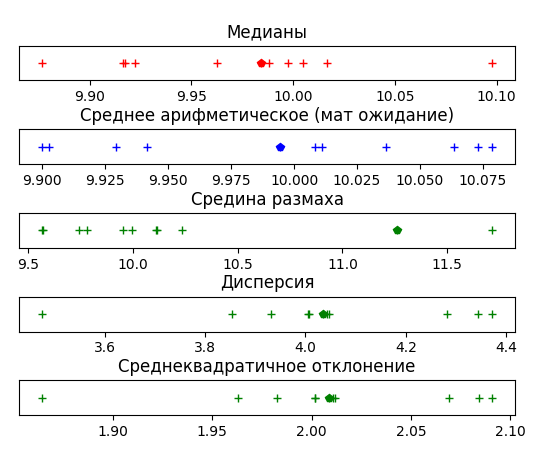 Медианы
9.90 9.95 10.00 10.05 10.10
Среднее арифметическое (мат ожидание)
9.900 9.925 9.950 9.975 10.000 10.025 10.050 10.075
Средина размаха
9.5 10.0 10.5 11.0 11.5
Дисперсия
3.6 3.8 4.0 4.2 4.4
Среднеквадратичное отклонение
1.90 1.95 2.00 2.05 2.10